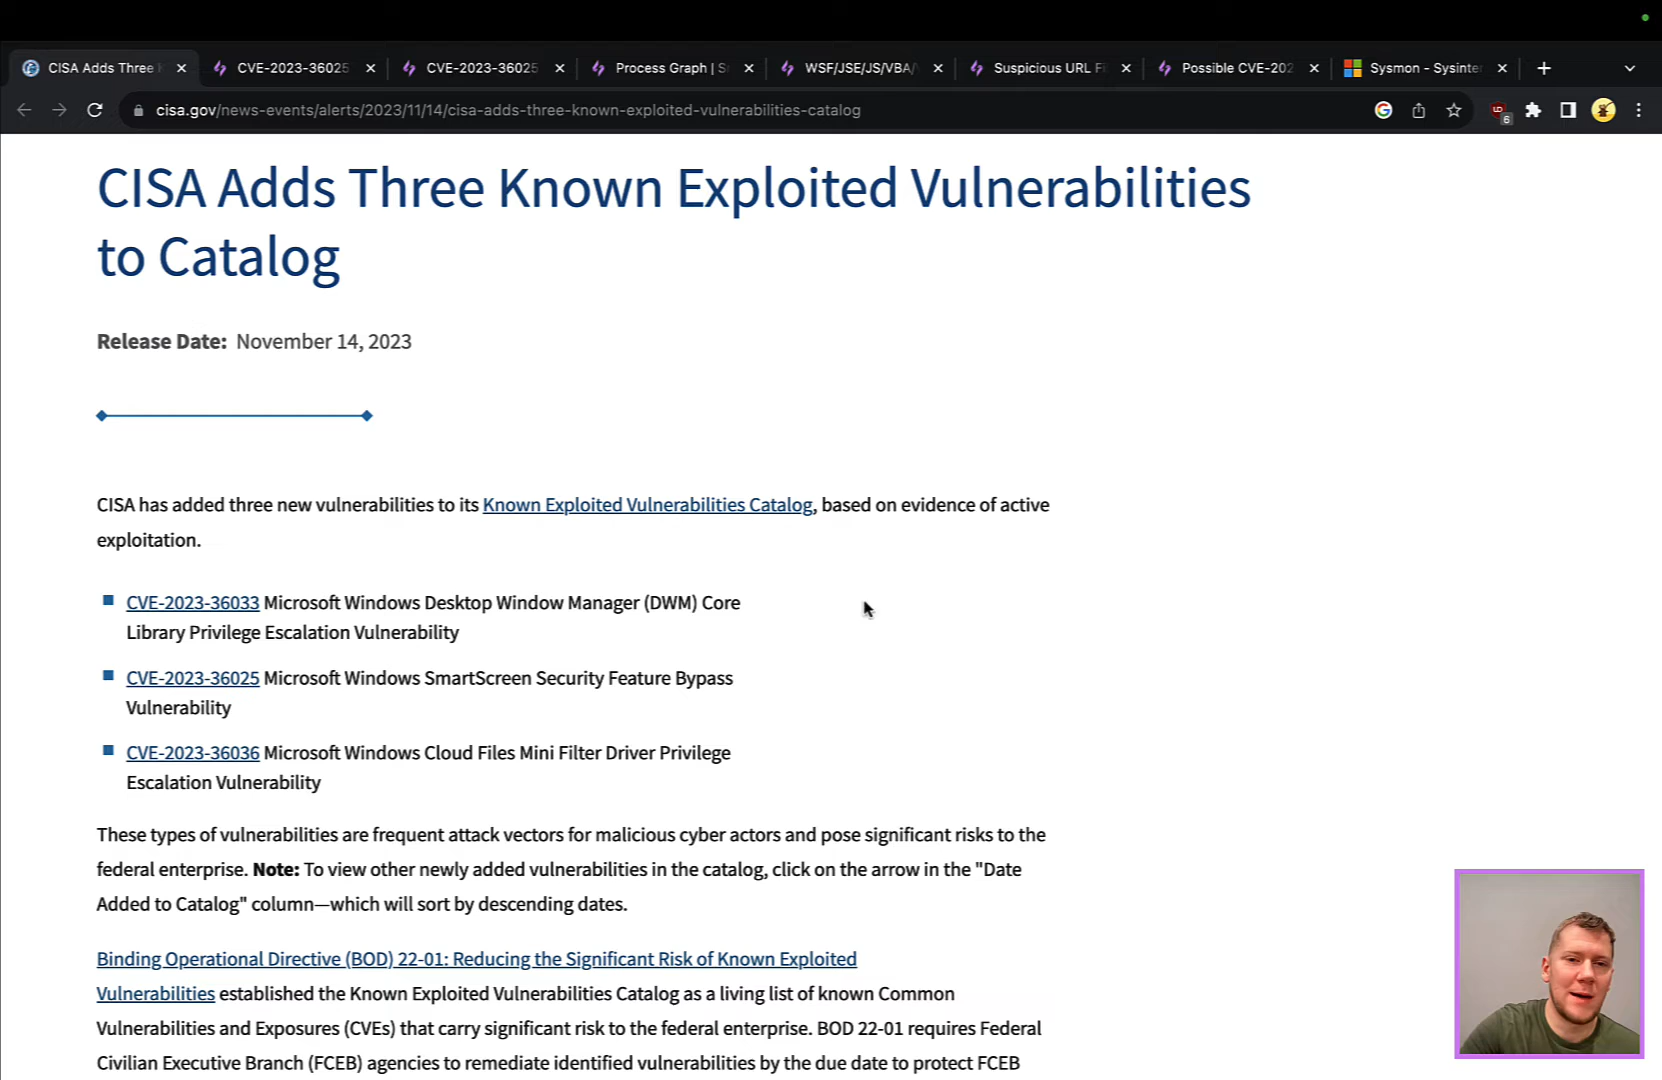 CISA Adds Three
CVE-2023-36025
CVE-2023-36025
Process Graph |
WSF/JSE/JS/VBA/
Suspicious URL
Possible CVE-202
Sysmon - Sysinte
cisa.gov/news-events/alerts/2023/11/14/cisa-adds-three-known-exploited-vulnerabilities-catalog
6
CISA Adds Three Known Exploited Vulnerabilities
to Catalog
Release Date: November 14, 2023
CISA has added three new vulnerabilities to its Known Exploited Vulnerabilities Catalog, based on evidence of active
exploitation.
CVE-2023-36033 Microsoft Windows Desktop Window Manager (DWM) Core
Library Privilege Escalation Vulnerability
CVE-2023-36025 Microsoft Windows SmartScreen Security Feature Bypass
Vulnerability
CVE-2023-36036 Microsoft Windows Cloud Files Mini Filter Driver Privilege
Escalation Vulnerability
These types of vulnerabilities are frequent attack vectors for malicious cyber actors and pose significant risks to the
federal enterprise. Note: To view other newly added vulnerabilities in the catalog, click on the arrow in the "Date
Added to Catalog" column—which will sort by descending dates.
Binding Operational Directive (BOD) 22-01: Reducing the Significant Risk of Known Exploited
Vulnerabilities established the Known Exploited Vulnerabilities Catalog as a living list of known Common
Vulnerabilities and Exposures (CVEs) that carry significant risk to the federal enterprise. BOD 22-01 requires Federal
Civilian Executive Branch (FCEB) agencies to remediate identified vulnerabilities by the due date to protect FCEB